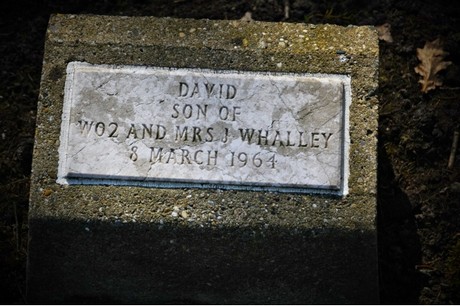 DAVID
SON OF
WO2 AND MRS J WHALLEY
8 MARCH 1964